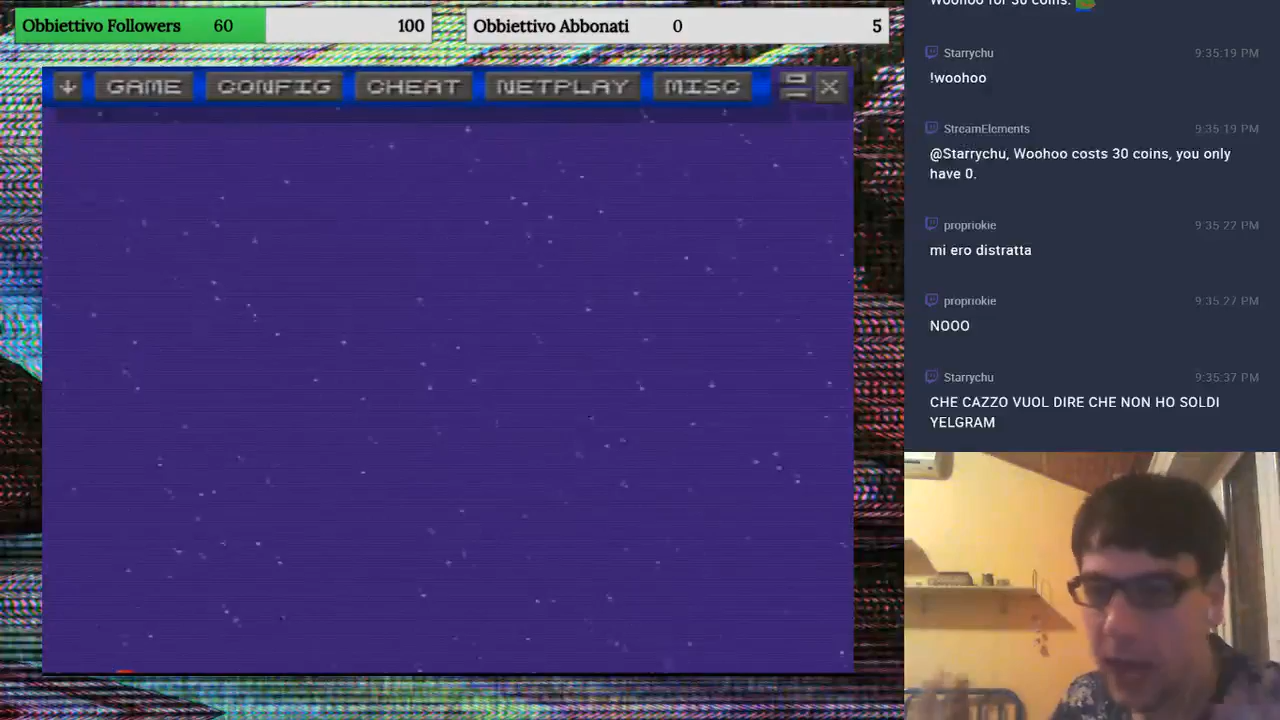 Obbiettivo Followers 60 100
Obbiettivo Abbonati 0 5
GAME CONFIG CHEAT NETPLAY MISC X
Starrychu 9:35:19 PM
!woohoo
StreamElements 9:35:19 PM
@Starrychu, Woohoo costs 30 coins, you only
have 0.
propriokie 9:35:27 PM
mi ero distratta
propriokie 9:35:27 PM
NOOO
Starrychu 9:35:37 PM
CHE CAZZO VUOL DIRE CHE NON HO SOLDI
YELGRAM